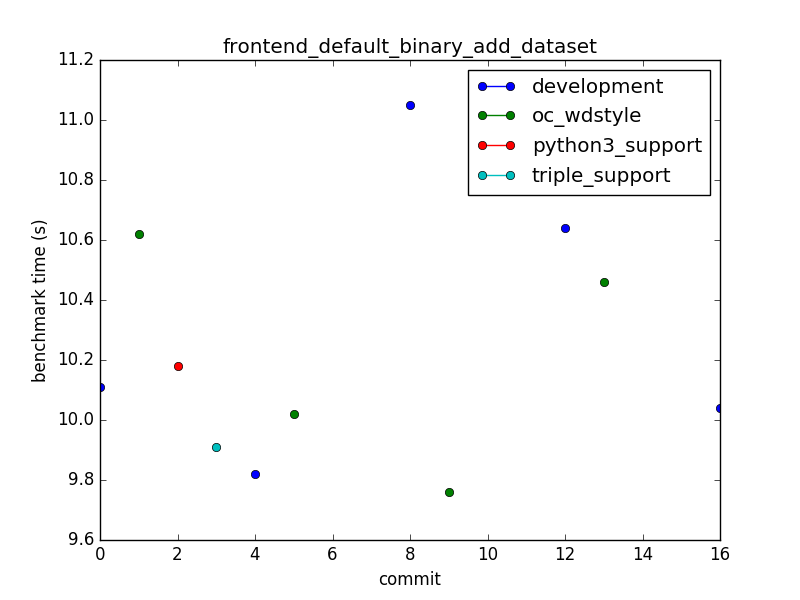 frontend_default_binary_add_dataset
11.2
11.0
10.8
10.6
10.4
10.2
10.0
9.8
9.6
benchmark time (s)
development
oc_wdstyle
python3_support
triple_support
0 2 4 6 8 10 12 14 16
commit